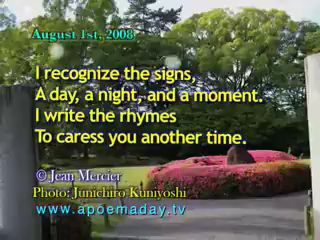 August 1st, 2008
I recognize the signs,
A day, a night, and a moment.
I write the rhymes
To caress you another time.
© Jean Mercier
Photo: Junichiro Kuniyoshi
www.apoemaday.tv